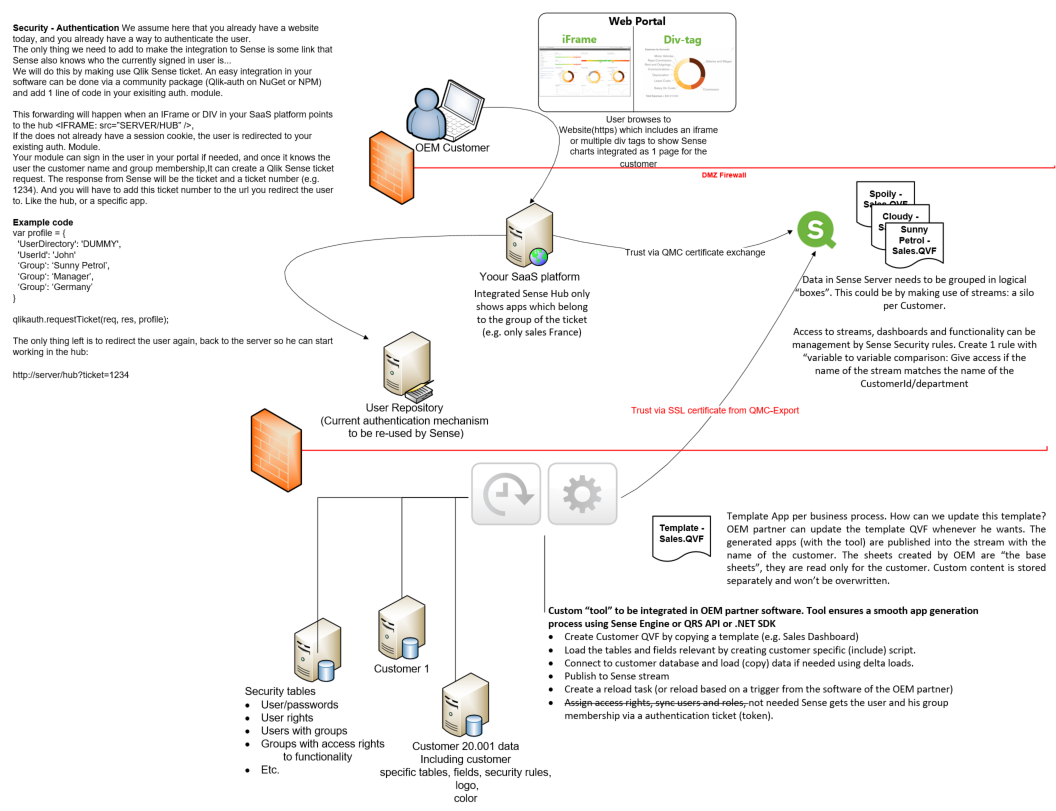 Security - Authentication We assume here that you already have a website
today, and you already have a way to authenticate the user.
The only thing we need to add to make the integration to Sense is some link that
Sense also knows who the currently signed in user is...
We will do this by making use Qlik Sense ticket. An easy integration in your
software can be done via a community package (Qlik-auth on NuGet or NPM)
and add 1 line of code in your exisiting auth. module.
This forwarding will happen when an IFrame or DIV in your SaaS platform points
to the hub <IFRAME: src="SERVER/HUB" />,
If the does not already have a session cookie, the user is redirected to your
existing auth. Module.
Your module can sign in the user in your portal if needed, and once it knows the
user the customer name and group membership,It can create a Qlik Sense ticket
request. The response from Sense will be the ticket and a ticket number (e.g.
1234). And you will have to add this ticket number to the url you redirect the user
to. Like the hub, or a specific app.
Example code
var profile = {
'UserDirectory': 'DUMMY',
'UserId': 'John'
'Group': 'Sunny Petrol',
'Group': 'Manager',
'Group': 'Germany'
}
qlikauth.requestTicket(req, res, profile);
The only thing left is to redirect the user again, back to the server so he can start
working in the hub:
http://server/hub?ticket=1234
Web Portal
iFrame
Div-tag
OEM Customer
User browses to
Website(https) which includes an iframe
or multiple div tags to show Sense
charts integrated as 1 page for the
customer
DMZ Firewall
Yoour SaaS platform
Integrated Sense Hub only
shows apps which belong
to the group of the ticket
(e.g. only sales France)
Trust via QMC certificate exchange
Spoily -
Sales.QVF
Cloudy -
Sunny
Petrol -
Sales.QVF
Data in Sense Server needs to be grouped in logical
"boxes". This could be by making use of streams: a silo
per Customer.
Access to streams, dashboards and functionality can be
management by Sense Security rules. Create 1 rule with
"variable to variable comparison: Give access if the
name of the stream matches the name of the
CustomerId/department
User Repository
(Current authentication mechanism
to be re-used by Sense)
Trust via SSL certificate from QMC-Export
Template -
Sales.QVF
Template App per business process. How can we update this template?
OEM partner can update the template QVF whenever he wants. The
generated apps (with the tool) are published into the stream with the
name of the customer. The sheets created by OEM are "the base
sheets", they are read only for the customer. Custom content is stored
separately and won't be overwritten.
Custom "tool" to be integrated in OEM partner software. Tool ensures a smooth app generation
process using Sense Engine or QRS API or .NET SDK
• Create Customer QVF by copying a template (e.g. Sales Dashboard)
• Load the tables and fields relevant by creating customer specific (include) script.
• Connect to customer database and load (copy) data if needed using delta loads.
• Publish to Sense stream
• Create a reload task (or reload based on a trigger from the software of the OEM partner)
• Assign access rights, sync users and roles, not needed Sense gets the user and his group
membership via a authentication ticket (token).
Security tables
• User/passwords
• User rights
• Users with groups
• Groups with access rights
to functionality
• Etc.
Customer 1
Customer 20.001 data
Including customer
specific tables, fields, security rules,
logo,
color